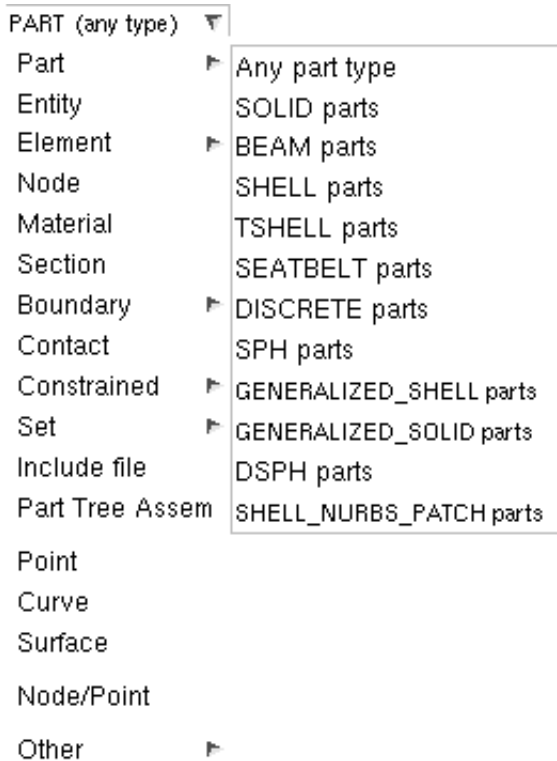 PART (any type)
Part
Entity
Element
Node
Material
Section
Boundary
Contact
Constrained
Set
Include file
Part Tree Assem
Point
Curve
Surface
Node/Point
Other
Any part type
SOLID parts
BEAM parts
SHELL parts
TSHELL parts
SEATBELT parts
DISCRETE parts
SPH parts
GENERALIZED_SHELL parts
GENERALIZED_SOLID parts
DSPH parts
SHELL_NURBS_PATCH parts